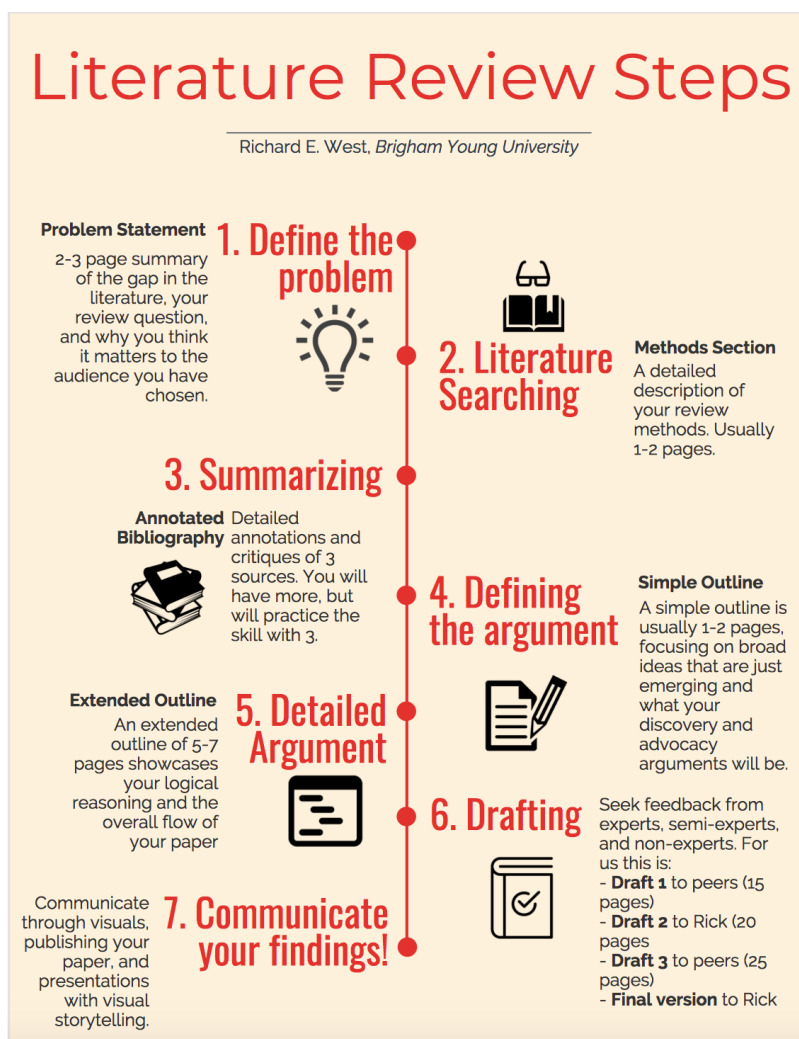 Literature Review Steps
Richard E. West, Brigham Young University
Problem Statement
2-3 page summary
of the gap in the
literature, your
review question,
and why you think
it matters to the
audience you have
chosen.
1. Define the
problem
2. Literature
Searching
Methods Section
A detailed
description of
your review
methods. Usually
1-2 pages.
3. Summarizing
Annotated
Bibliography
Detailed
annotations and
critiques of 3
sources. You will
have more, but
will practice the
skill with 3.
4. Defining
the argument
Simple Outline
A simple outline is
usually 1-2 pages,
focusing on broad
ideas that are just
emerging and
what your
discovery and
advocacy
arguments will be.
Extended Outline
An extended
outline of 5-7
pages showcases
your logical
reasoning and the
overall flow of
your paper
5. Detailed
Argument
6. Drafting
Seek feedback from
experts, semi-experts,
and non-experts. For
us this is:
- Draft 1 to peers (15
pages)
- Draft 2 to Rick (20
pages
- Draft 3 to peers (25
pages)
- Final version to Rick
Communicate
through visuals,
publishing your
paper, and
presentations
with visual
storytelling.
7. Communicate
your findings!